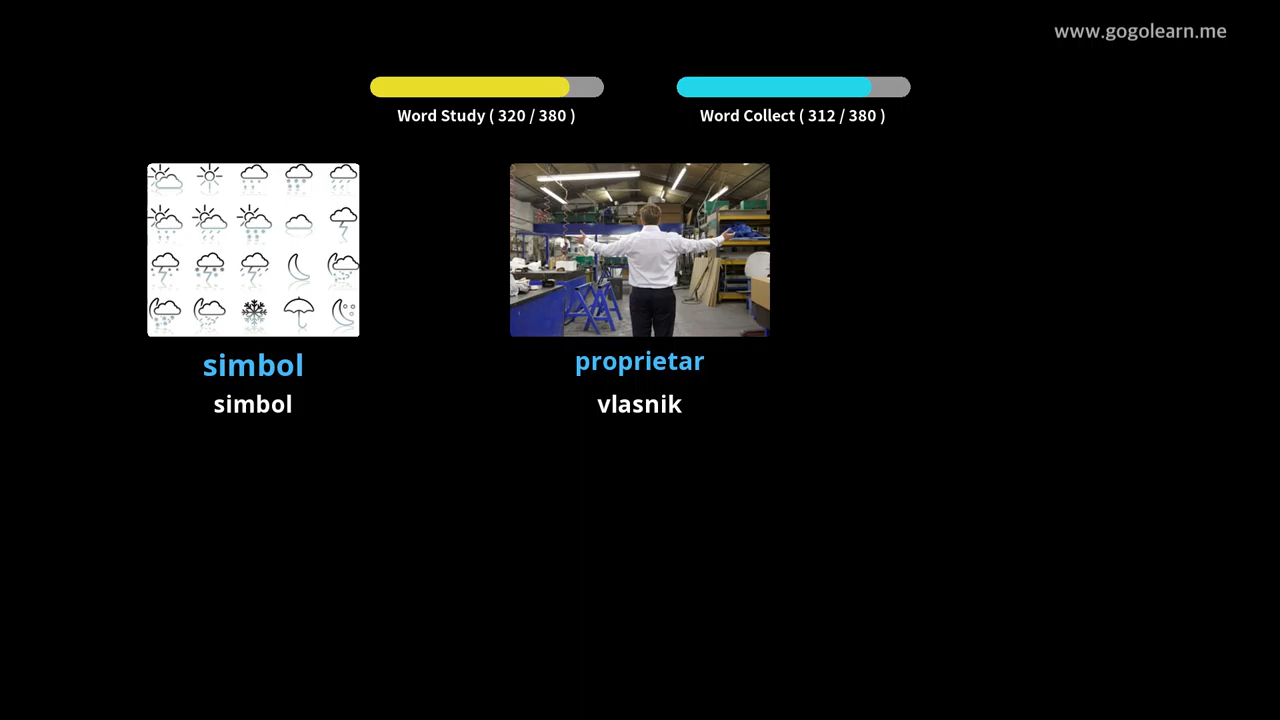 www.gogolearn.me
Word Study ( 320 / 380 )
Word Collect ( 312 / 380 )
simbol
simbol
proprietar
vlasnik